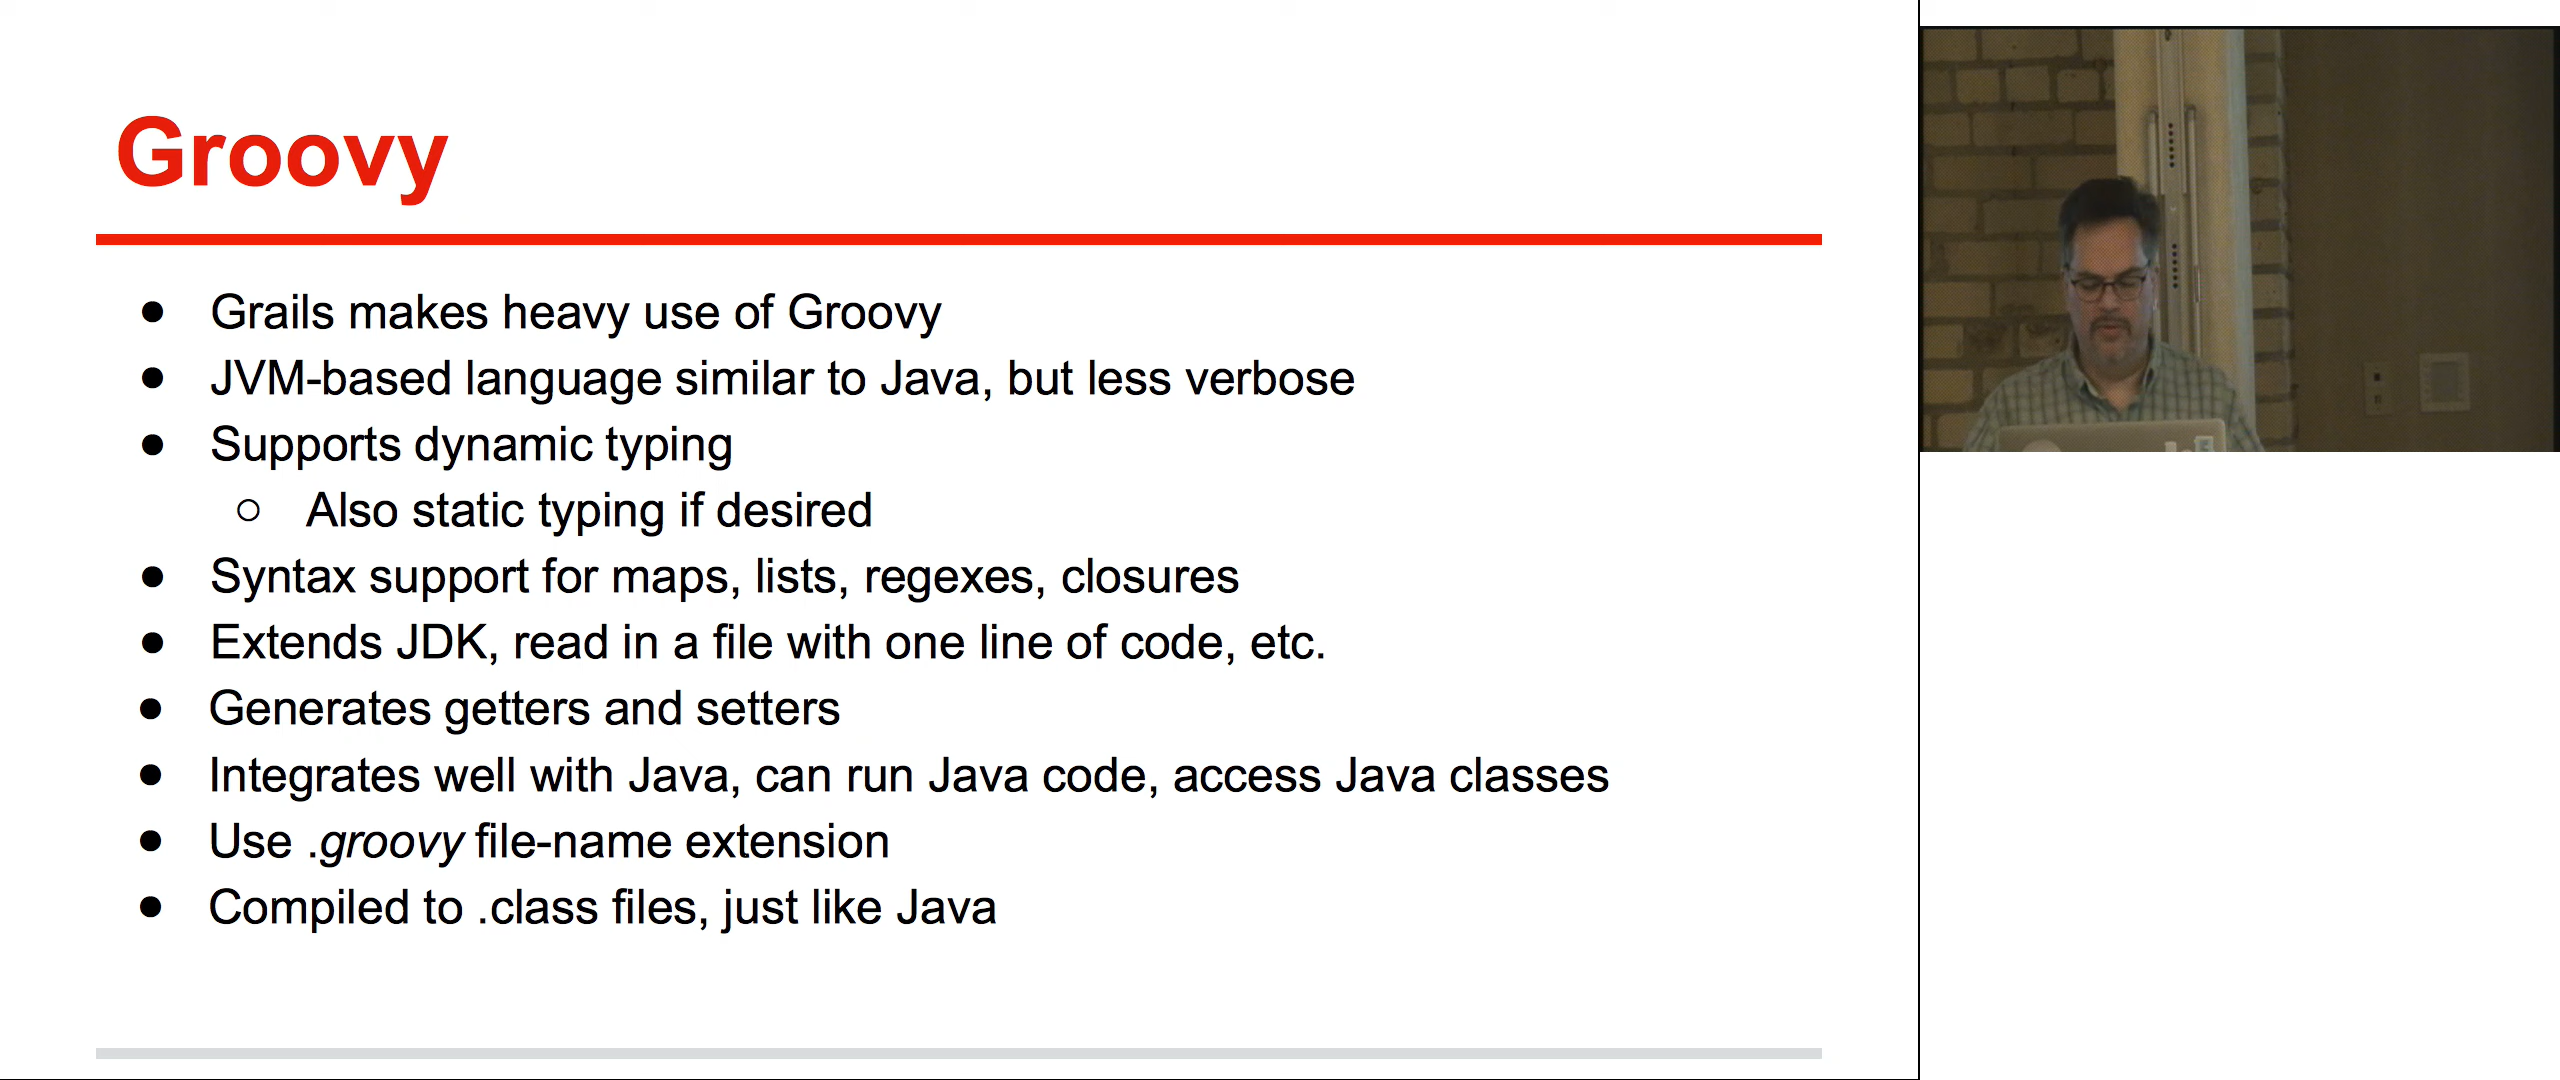 Groovy
● Grails makes heavy use of Groovy
● JVM-based language similar to Java, but less verbose
● Supports dynamic typing
○ Also static typing if desired
● Syntax support for maps, lists, regexes, closures
● Extends JDK, read in a file with one line of code, etc.
● Generates getters and setters
● Integrates well with Java, can run Java code, access Java classes
● Use .groovy file-name extension
● Compiled to .class files, just like Java